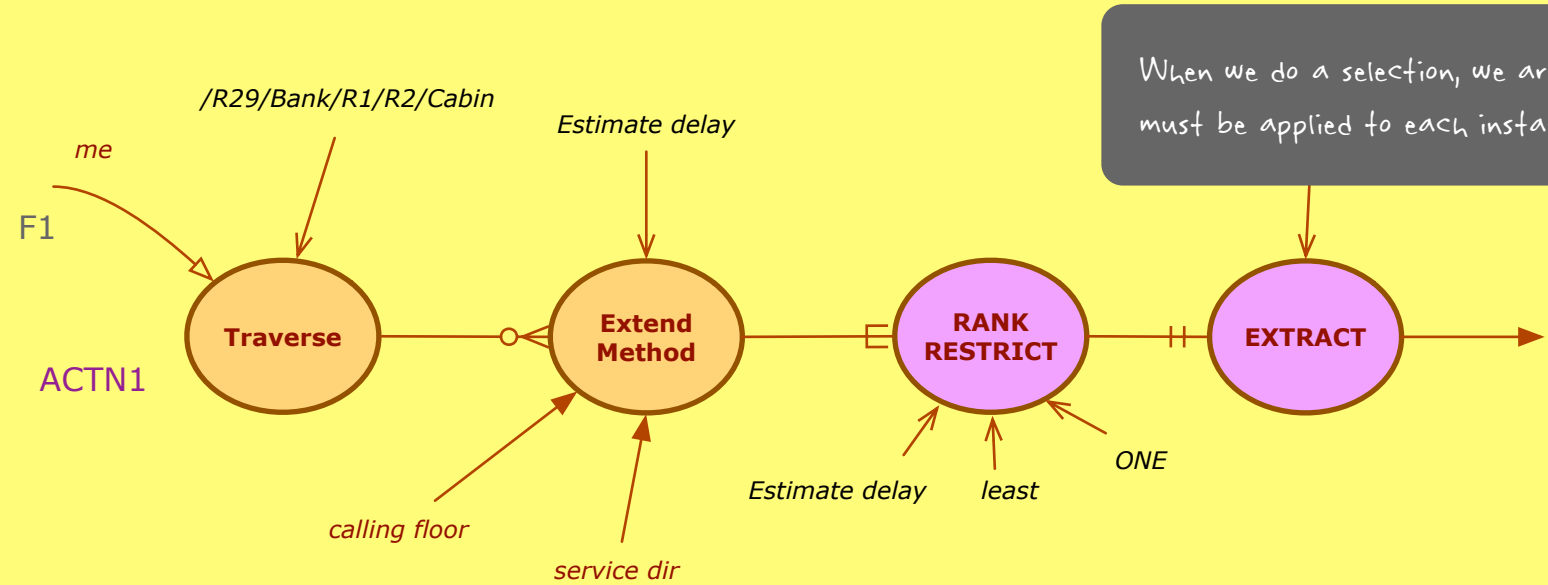 When we do a selection, we ar
must be applied to each insta
/R29/Bank/R1/R2/Cabin
Estimate delay
me
F1
Traverse
Extend
Method
RANK
RESTRICT
EXTRACT
ACTN1
ONE
Estimate delay
least
calling floor
service dir